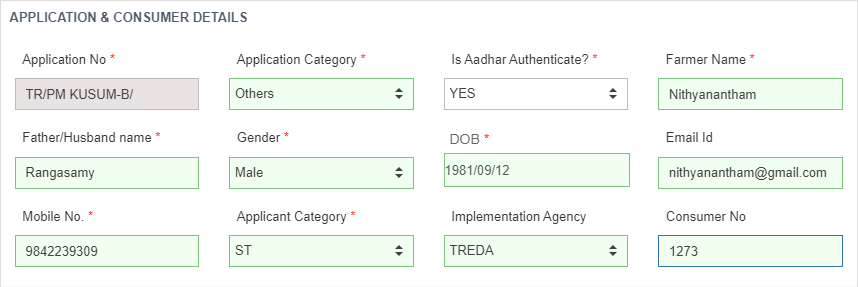 APPLICATION & CONSUMER DETAILS
Application No * Application Category * Is Aadhar Authenticate? * Farmer Name *
TR/PM KUSUM-B/ Others YES Nithyanantham
Father/Husband name * Gender * DOB * Email Id
Rangasamy Male 1981/09/12 nithyanantham@gmail.com
Mobile No. * Applicant Category * Implementation Agency Consumer No
9842239309 ST TREDA 1273